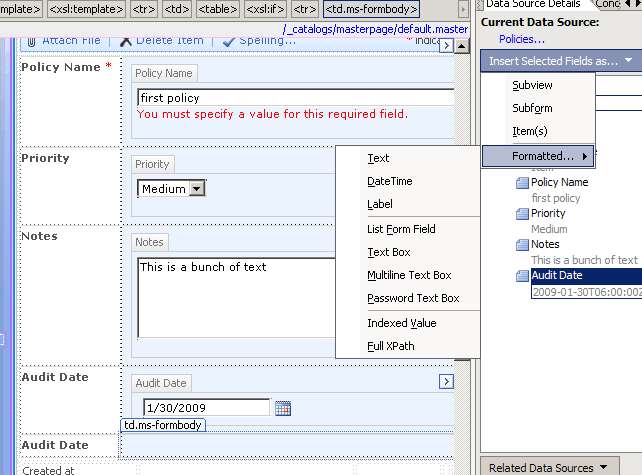 mplate> <xsl:template> <tr> <td> <table> <xsl:if> <tr> <td.ms-formbody>
/_catalogs/masterpage/default.master
Attach File Delete Item Spelling... * indica
Policy Name *
Policy Name
first policy
You must specify a value for this required field.
Priority
Priority
Medium
Notes
Notes
This is a bunch of text
Audit Date
Audit Date
1/30/2009
td.ms-formbody
Audit Date
Created at
Text
DateTime
Label
List Form Field
Text Box
Multiline Text Box
Password Text Box
Indexed Value
Full XPath
Data Source Details Conc
Current Data Source:
Policies...
Insert Selected Fields as...
Subview
Subform
Item(s)
Formatted...
Item
Policy Name
first policy
Priority
Medium
Notes
This is a bunch of text
Audit Date
2009-01-30T06:00:00Z
Related Data Sources